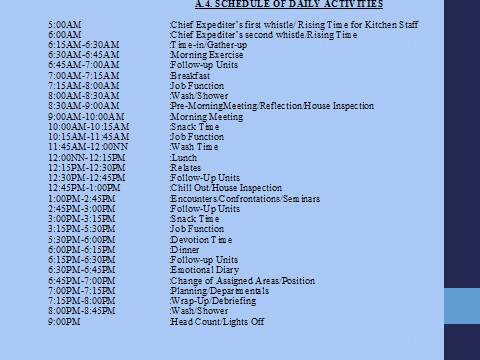 A.4. SCHEDULE OF DAILY ACTIVITIES
5:00AM :Chief Expediter's first whistle/ Rising Time for Kitchen Staff
6:00AM :Chief Expediter's second whistle/Rising Time
6:15AM-6:30AM :Time-in/Gather-up
6:30AM-6:45AM :Morning Exercise
6:45AM-7:00AM :Follow-up Units
7:00AM-7:15AM :Breakfast
7:15AM-8:00AM :Job Function
8:00AM-8:30AM :Wash/Shower
8:30AM-9:00AM :Pre-MorningMeeting/Reflection/House Inspection
9:00AM-10:00AM :Morning Meeting
10:00AM-10:15AM :Snack Time
10:15AM-11:45AM :Job Function
11:45AM-12:00NN :Wash Time
12:00NN-12:15PM :Lunch
12:15PM-12:30PM :Relates
12:30PM-12:45PM :Follow-Up Units
12:45PM-1:00PM :Chill Out/House Inspection
1:00PM-2:45PM :Encounters/Confrontations/Seminars
2:45PM-3:00PM :Follow-Up Units
3:00PM-3:15PM :Snack Time
3:15PM-5:30PM :Job Function
5:30PM-6:00PM :Devotion Time
6:00PM-6:15PM :Dinner
6:15PM-6:30PM :Follow-up Units
6:30PM-6:45PM :Emotional Diary
6:45PM-7:00PM :Change of Assigned Areas/Position
7:00PM-7:15PM :Planning/Departmentals
7:15PM-8:00PM :Wrap-Up/Debriefing
8:00PM-8:45PM :Wash/Shower
9:00PM :Head Count/Lights Off